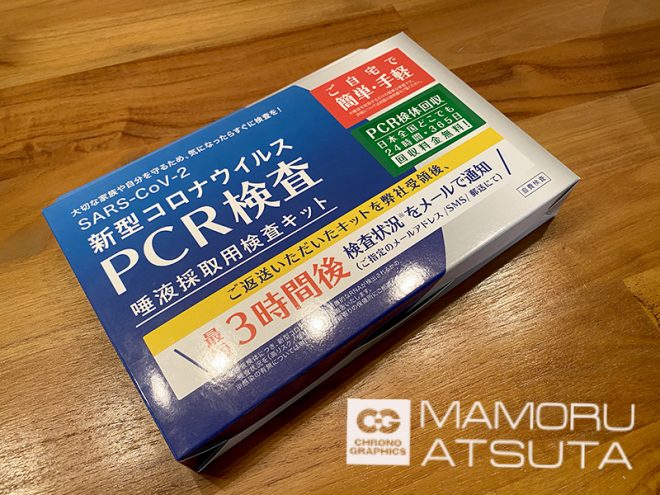 ご自宅で
簡単・手軽
PCR検体回収
日本全国どこでも
24時間・365日
回収料金無料!
大切な家族や自分を守るため、気になったらすぐに検査を!
SARS-CoV-2
新型コロナウイルス
PCR検査
唾液採取用検査キット
自費検査
ご返送いただいたキットを弊社受領後、
3時間後 検査状況※をメールで通知
(ご指定のメールアドレス/SMS/郵送にて)
CG
CHRONO
GRAPHICS
MAMORU
ATSUTA